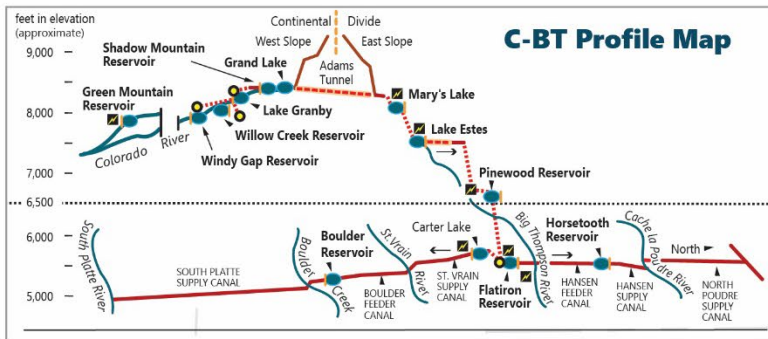 feet in elevation
(approximate)
9,000
8,000
7,000
6,500
6,000
5,000
C-BT Profile Map
Continental Divide
West Slope
East Slope
Adams
Tunnel
Shadow Mountain
Reservoir
Grand Lake
Green Mountain
Reservoir
Lake Granby
Willow Creek Reservoir
Windy Gap Reservoir
Colorado River
Mary's Lake
Lake Estes
Pinewood Reservoir
South Platte River
SOUTH PLATTE
SUPPLY CANAL
Boulder
Reservoir
Boulder Creek
BOULDER
FEEDER
CANAL
St. Vrain River
Carter Lake
ST. VRAIN
SUPPLY
CANAL
Flatiron
Reservoir
Big Thompson River
Horsetooth
Reservoir
HANSEN
FEEDER
CANAL
HANSEN
SUPPLY
CANAL
Cache la Poudre River
North
NORTH
POUDRE
SUPPLY
CANAL